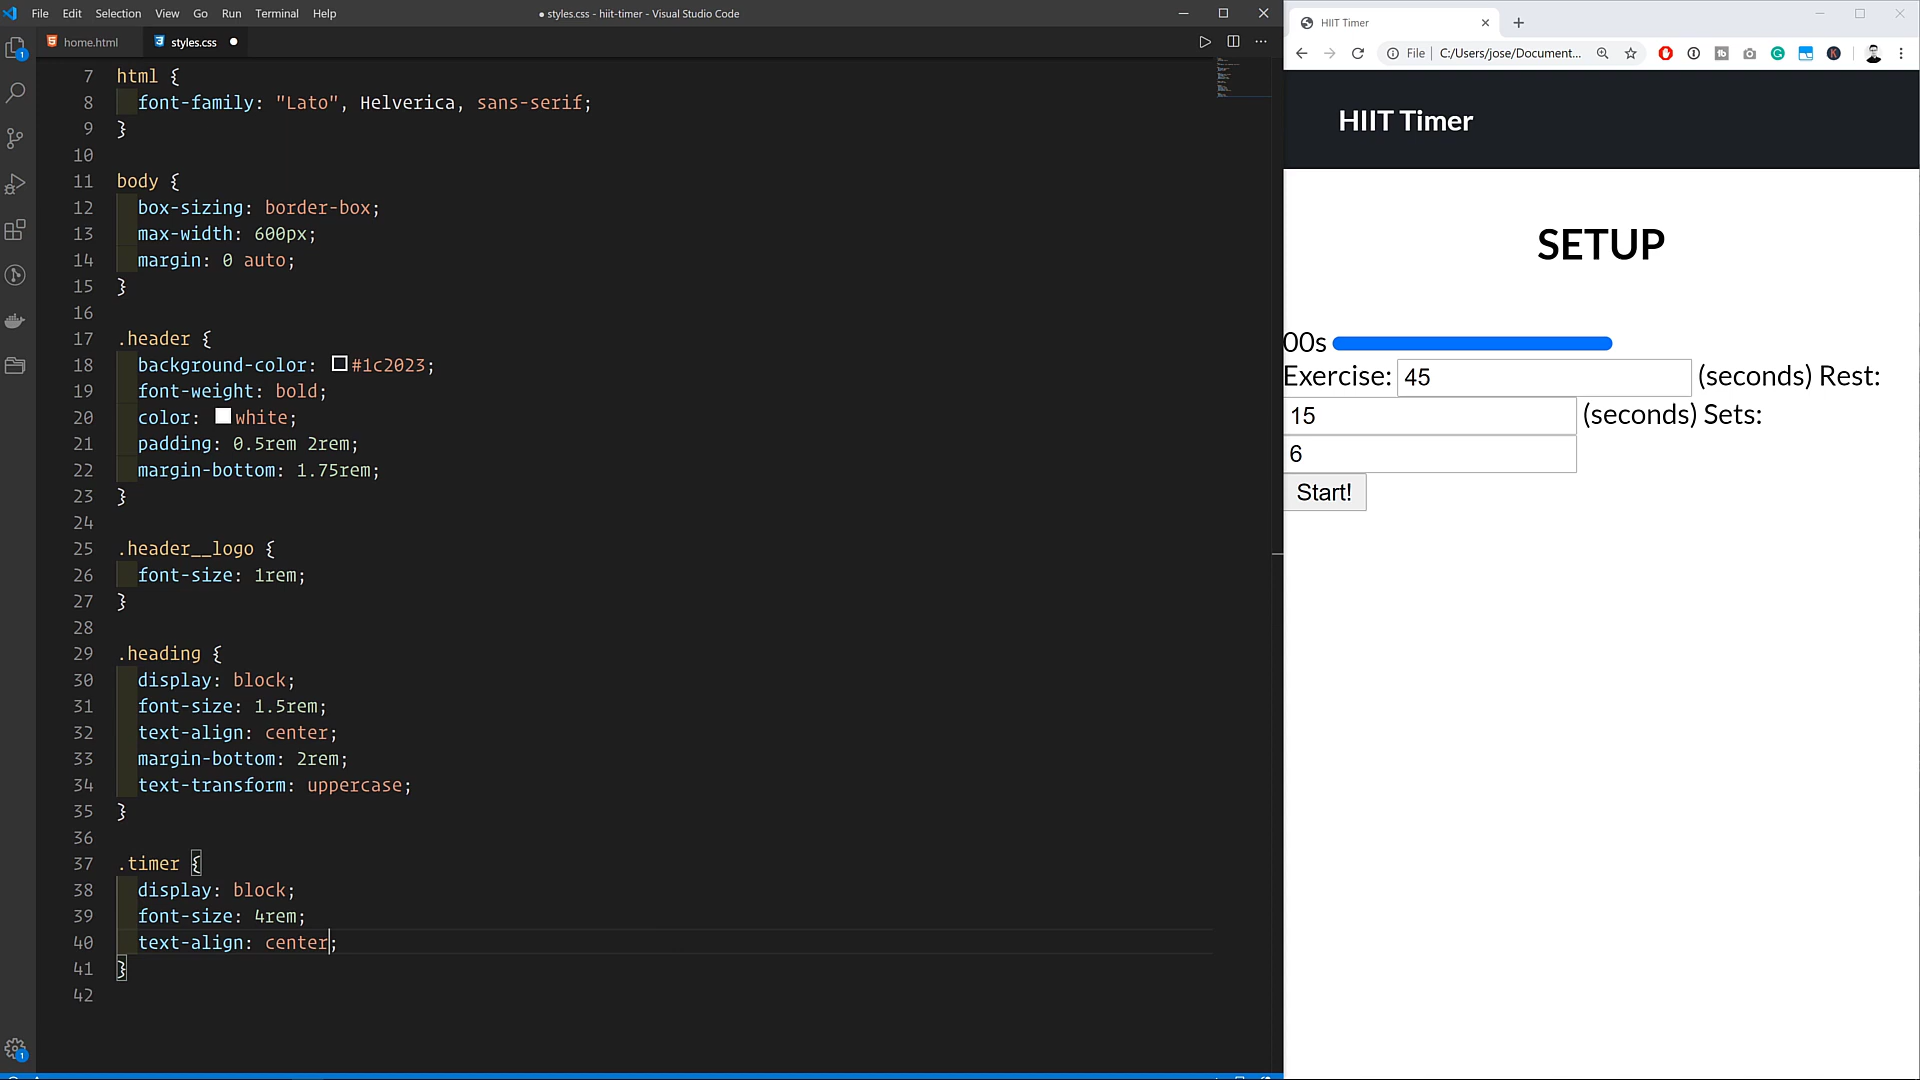 File Edit Selection View Go Run Terminal Help
● styles.css - hiit-timer - Visual Studio Code
home.html
styles.css ●
7 html {
8 font-family: "Lato", Helverica, sans-serif;
9 }
10
11 body {
12 box-sizing: border-box;
13 max-width: 600px;
14 margin: 0 auto;
15 }
16
17 .header {
18 background-color: #1c2023;
19 font-weight: bold;
20 color: white;
21 padding: 0.5rem 2rem;
22 margin-bottom: 1.75rem;
23 }
24
25 .header__logo {
26 font-size: 1rem;
27 }
28
29 .heading {
30 display: block;
31 font-size: 1.5rem;
32 text-align: center;
33 margin-bottom: 2rem;
34 text-transform: uppercase;
35 }
36
37 .timer {
38 display: block;
39 font-size: 4rem;
40 text-align: center;
41 }
42
1
1
HIIT Timer
File C:/Users/jose/Document...
HIIT Timer
SETUP
00s
Exercise: 45 (seconds) Rest:
15 (seconds) Sets:
6
Start!